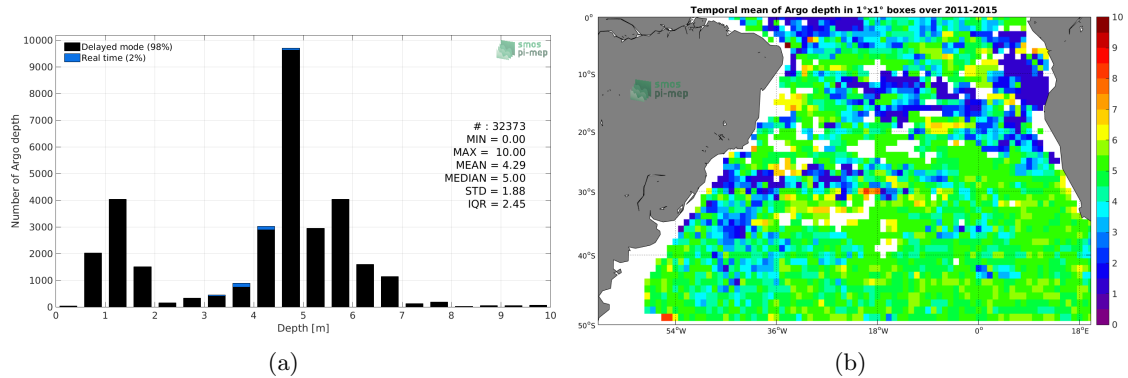 Delayed mode (98%)
Real time (2%)
smos
pi-mep
# : 32373
MIN = 0.00
MAX = 10.00
MEAN = 4.29
MEDIAN = 5.00
STD = 1.88
IQR = 2.45
Number of Argo depth
10000
9000
8000
7000
6000
5000
4000
3000
2000
1000
0
0 1 2 3 4 5 6 7 8 9 10
Depth [m]
(a)
Temporal mean of Argo depth in 1°x1° boxes over 2011-2015
smos
pi-mep
0°
10°S
20°S
30°S
40°S
50°S
54°W 36°W 18°W 0° 18°E
10
9
8
7
6
5
4
3
2
1
0
(b)